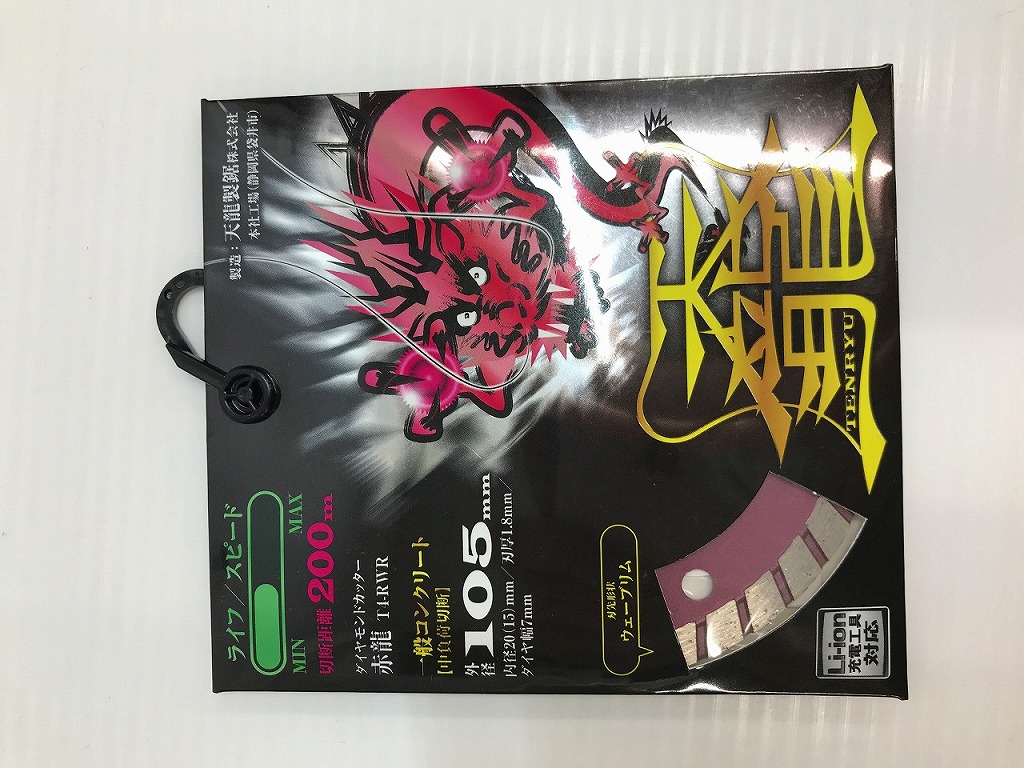 製造:天龍製鋸株式会社
本社工場(静岡県袋井市)
ライフ/スピード
MIN MAX
切断距離 200m
ダイヤモンドカッター
赤龍 T1-RWR
一般コンクリート
[中負荷切断]
外径105mm
内径20(15)mm/刃厚1.8mm/
ダイヤ幅7mm
刃先形状
ウェーブリム
TENRYU
Li-ion
充電工具
対応